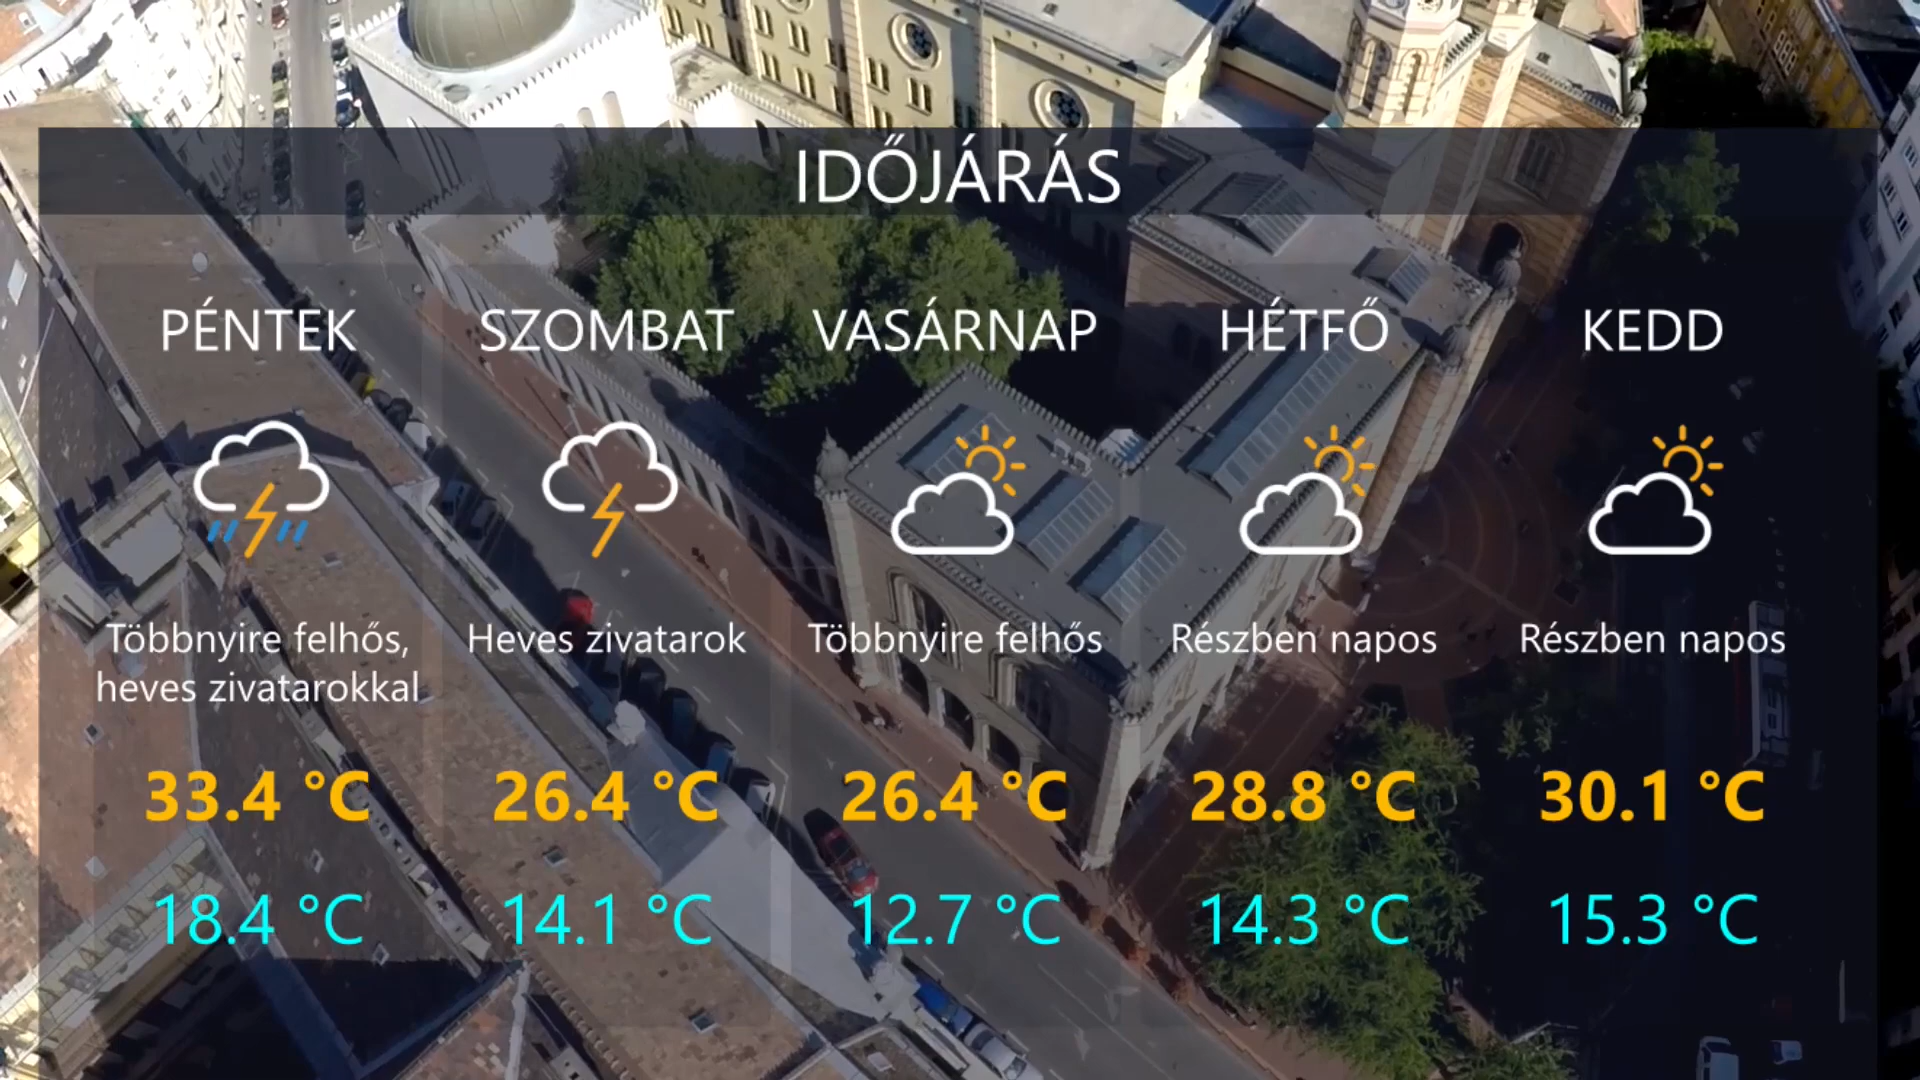 IDŐJÁRÁS
PÉNTEK
SZOMBAT
VASÁRNAP
HÉTFŐ
KEDD
Többnyire felhős,
heves zivatarokkal
Heves zivatarok
Többnyire felhős
Részben napos
Részben napos
33.4 °C
26.4 °C
26.4 °C
28.8 °C
30.1 °C
18.4 °C
14.1 °C
12.7 °C
14.3 °C
15.3 °C